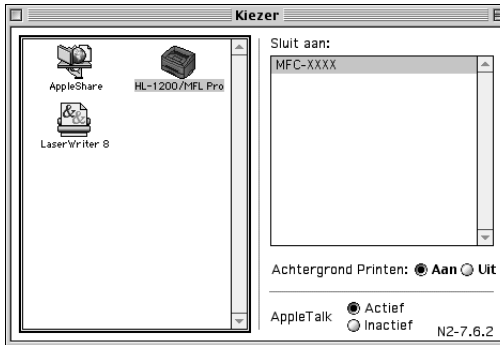 Kiezer
AppleShare
HL-1200/MFL Pro
LaserWriter 8
Sluit aan:
MFC-XXXX
Achtergrond Printen: Aan Uit
AppleTalk
Actief
Inactief
N2-7.6.2